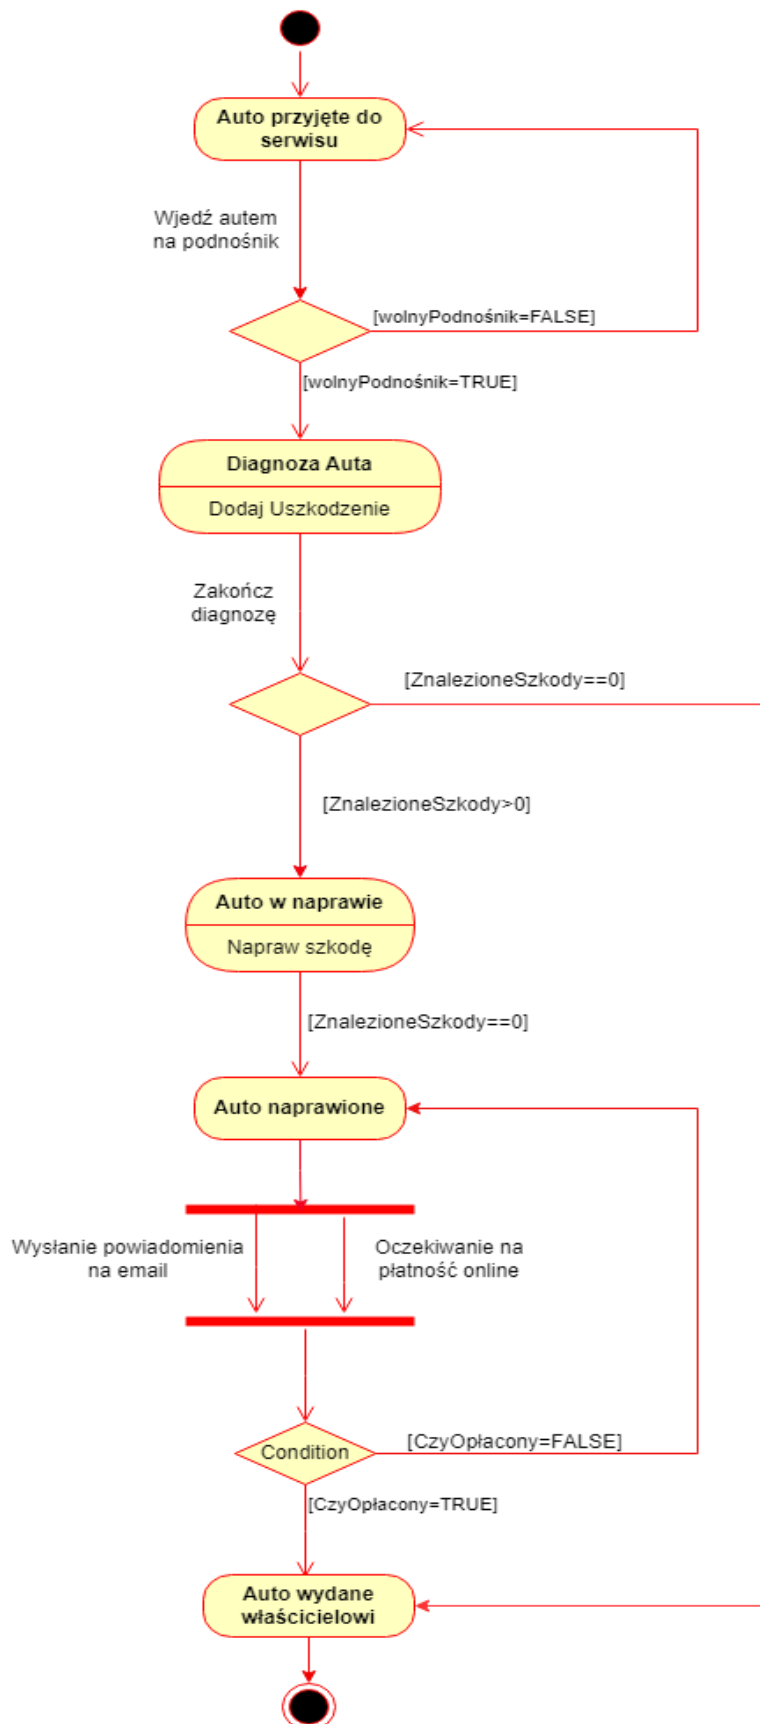 Auto przyjęte do
serwisu
Wjedź autem
na podnośnik
[wolnyPodnośnik=FALSE]
[wolnyPodnośnik=TRUE]
Diagnoza Auta
Dodaj Uszkodzenie
Zakończ
diagnozę
[ZnalezioneSzkody==0]
[ZnalezioneSzkody>0]
Auto w naprawie
Napraw szkodę
[ZnalezioneSzkody==0]
Auto naprawione
Wysłanie powiadomienia
na email
Oczekiwanie na
płatność online
Condition
[CzyOpłacony=FALSE]
[CzyOpłacony=TRUE]
Auto wydane
właścicielowi